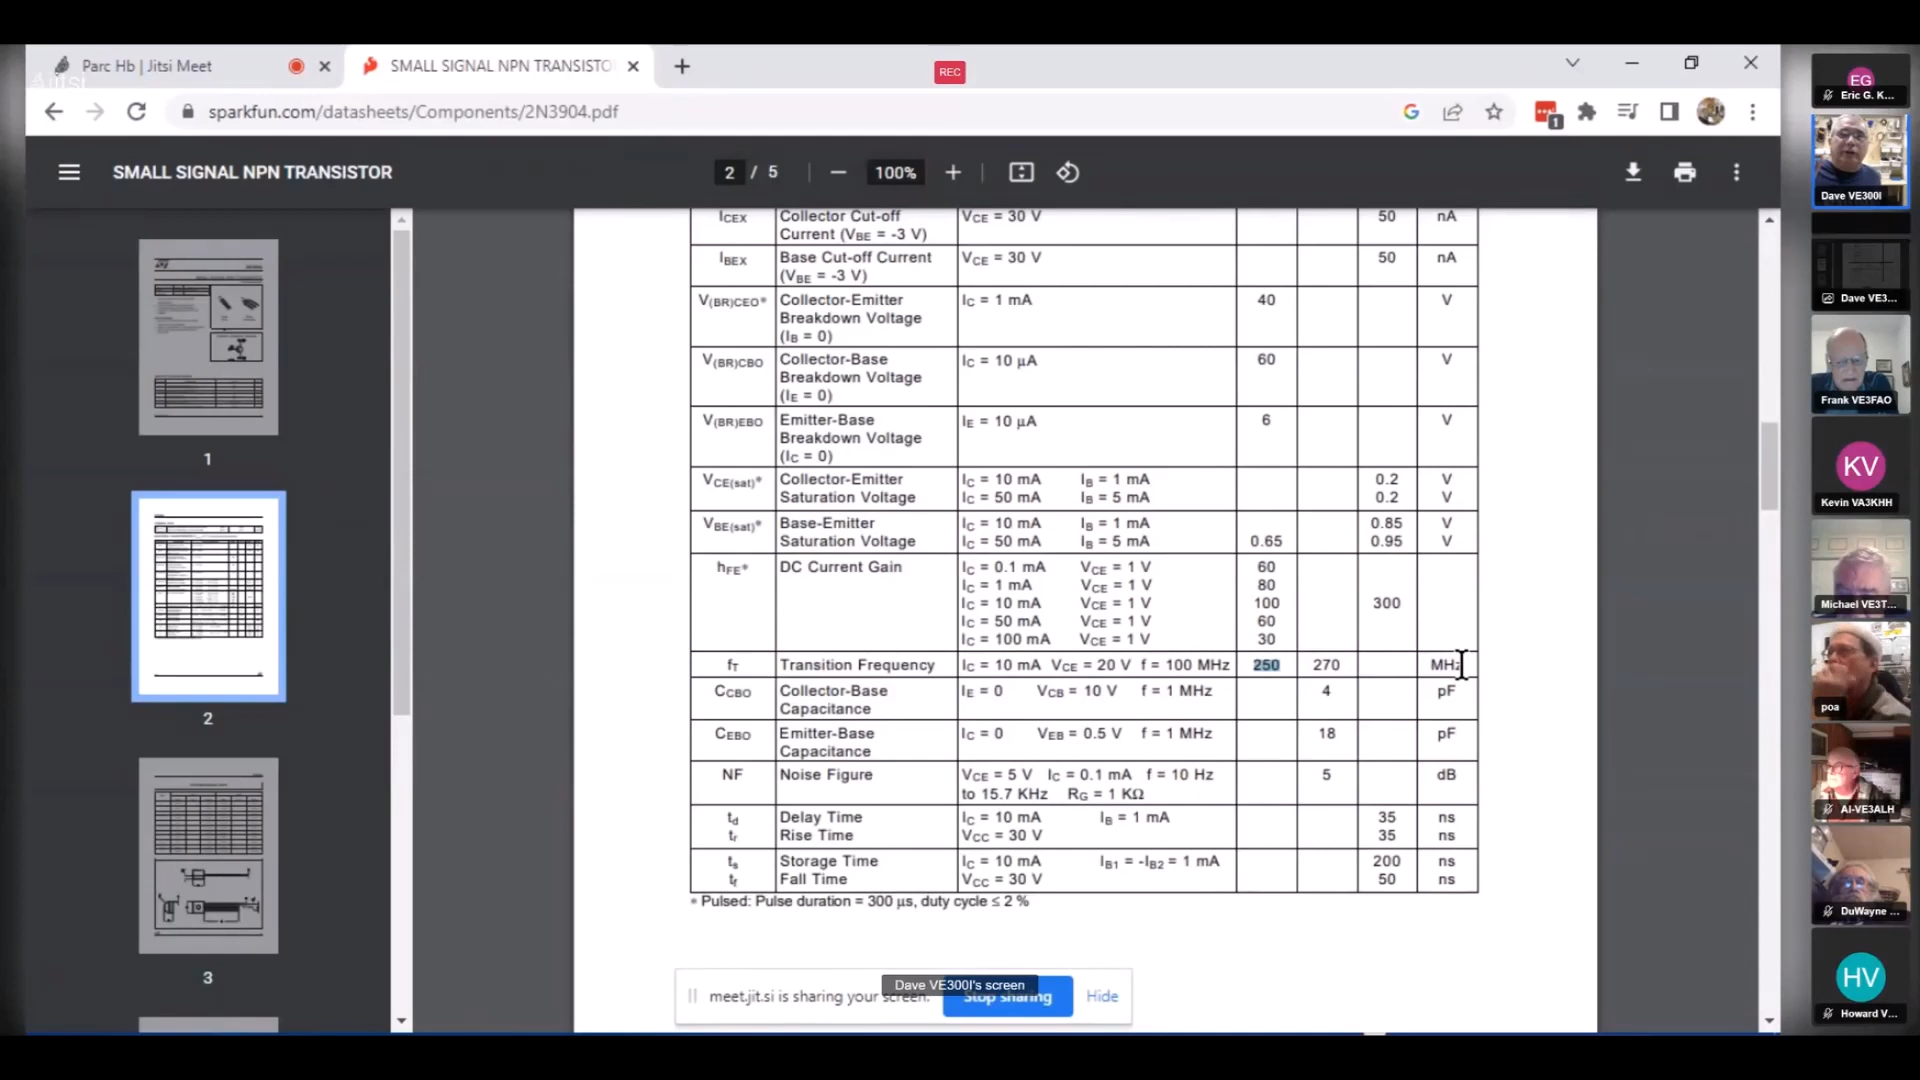 Parc Hb | Jitsi Meet
SMALL SIGNAL NPN TRANSISTO
REC
sparkfun.com/datasheets/Components/2N3904.pdf
1
SMALL SIGNAL NPN TRANSISTOR
2 / 5
100%
ICEX Collector Cut-off Current (VBE = -3 V) VCE = 30 V 50 nA
IBEX Base Cut-off Current (VBE = -3 V) VCE = 30 V 50 nA
V(BR)CEO* Collector-Emitter Breakdown Voltage (IB = 0) IC = 1 mA 40 V
V(BR)CBO Collector-Base Breakdown Voltage (IE = 0) IC = 10 µA 60 V
V(BR)EBO Emitter-Base Breakdown Voltage (IC = 0) IE = 10 µA 6 V
VCE(sat)* Collector-Emitter Saturation Voltage
IC = 10 mA IB = 1 mA 0.2 V
IC = 50 mA IB = 5 mA 0.2 V
VBE(sat)* Base-Emitter Saturation Voltage
IC = 10 mA IB = 1 mA 0.85 V
IC = 50 mA IB = 5 mA 0.65 0.95 V
hFE* DC Current Gain
IC = 0.1 mA VCE = 1 V 60
IC = 1 mA VCE = 1 V 80
IC = 10 mA VCE = 1 V 100 300
IC = 50 mA VCE = 1 V 60
IC = 100 mA VCE = 1 V 30
fT Transition Frequency IC = 10 mA VCE = 20 V f = 100 MHz 250 270 MHz
CCBO Collector-Base Capacitance IE = 0 VCB = 10 V f = 1 MHz 4 pF
CEBO Emitter-Base Capacitance IC = 0 VEB = 0.5 V f = 1 MHz 18 pF
NF Noise Figure VCE = 5 V IC = 0.1 mA f = 10 Hz to 15.7 KHz RG = 1 KΩ 5 dB
td Delay Time IC = 10 mA IB = 1 mA 35 ns
tr Rise Time VCC = 30 V 35 ns
ts Storage Time IC = 10 mA IB1 = -IB2 = 1 mA 200 ns
tf Fall Time VCC = 30 V 50 ns
* Pulsed: Pulse duration = 300 µs, duty cycle ≤ 2 %
1
2
3
Dave VE3OOI's screen
meet.jit.si is sharing your screen.
Stop sharing
Hide
EG
Eric G. K...
Dave VE3OOI
Dave VE3...
Frank VE3FAO
KV
Kevin VA3KHH
Michael VE3T...
poa
Al-VE3ALH
DuWayne ...
HV
Howard V...